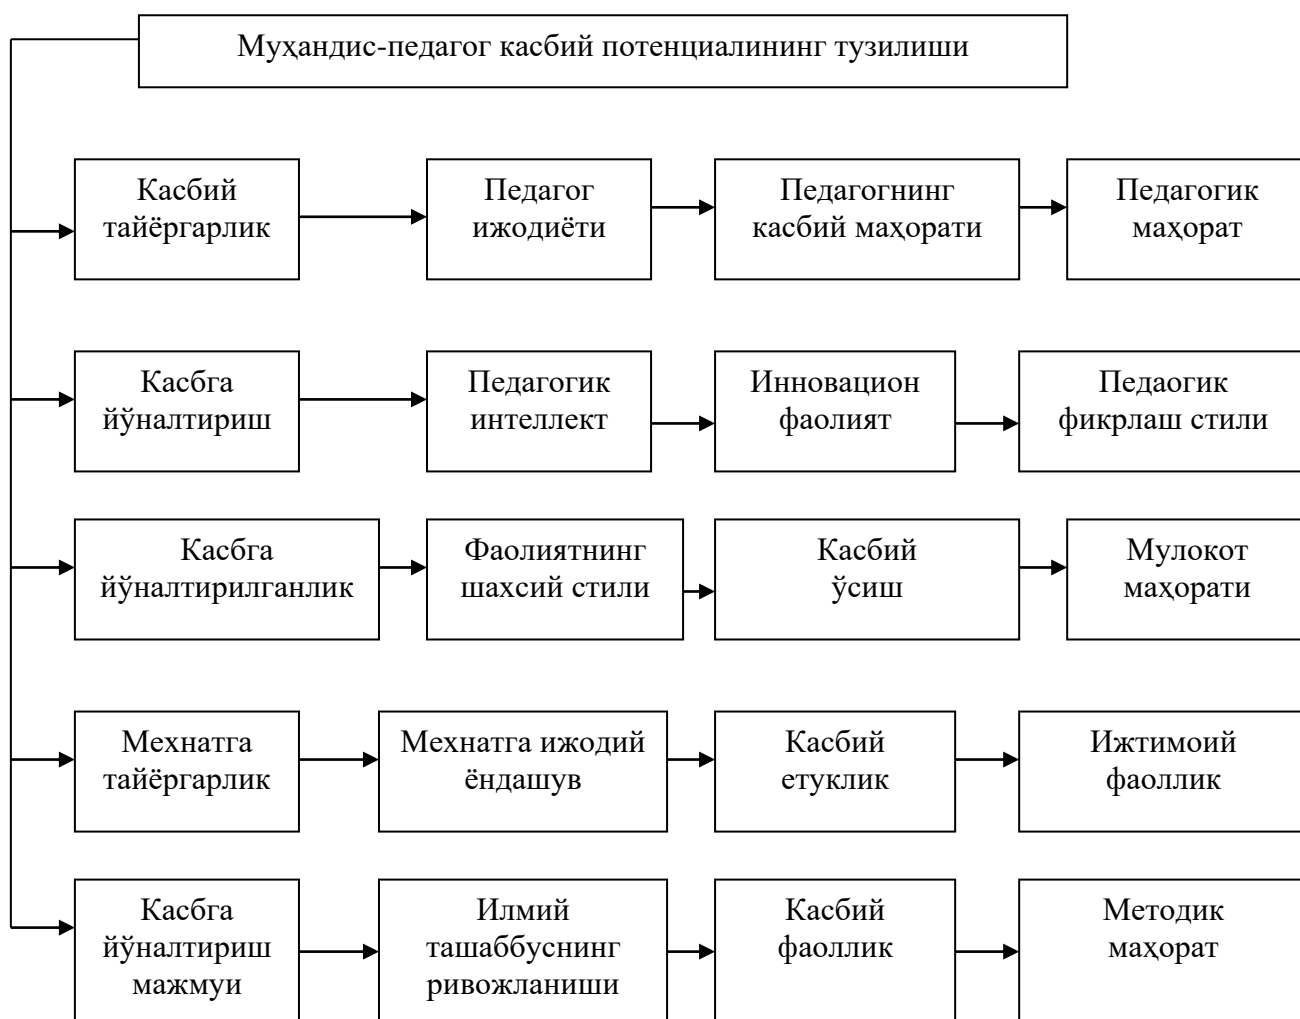 Муҳандис-педагог касбий потенциалининг тузилиши
Касбий
тайёргарлик
Педагог
ижодиёти
Педагогнинг
касбий маҳорати
Педагогик
маҳорат
Касбга
йўналтириш
Педагогик
интеллект
Инновацион
фаолият
Педаогик
фикрлаш стили
Касбга
йўналтирилганлик
Фаолиятнинг
шахсий стили
Касбий
ўсиш
Мулокот
маҳорати
Мехнатга
тайёргарлик
Мехнатга ижодий
ёндашув
Касбий
етуклик
Ижтимоий
фаоллик
Касбга
йўналтириш
мажмуи
Илмий
ташаббуснинг
ривожланиши
Касбий
фаоллик
Методик
маҳорат